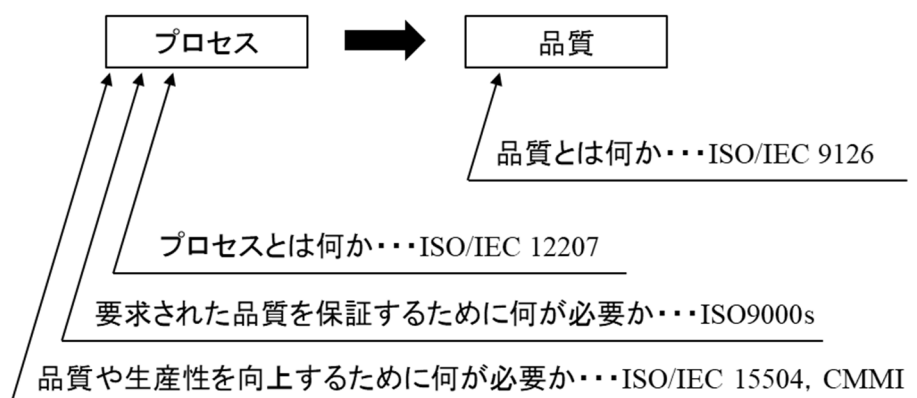 プロセス
品質
品質とは何か・・・ISO/IEC 9126
プロセスとは何か・・・ISO/IEC 12207
要求された品質を保証するために何が必要か・・・ISO9000s
品質や生産性を向上するために何が必要か・・・ISO/IEC 15504, CMMI